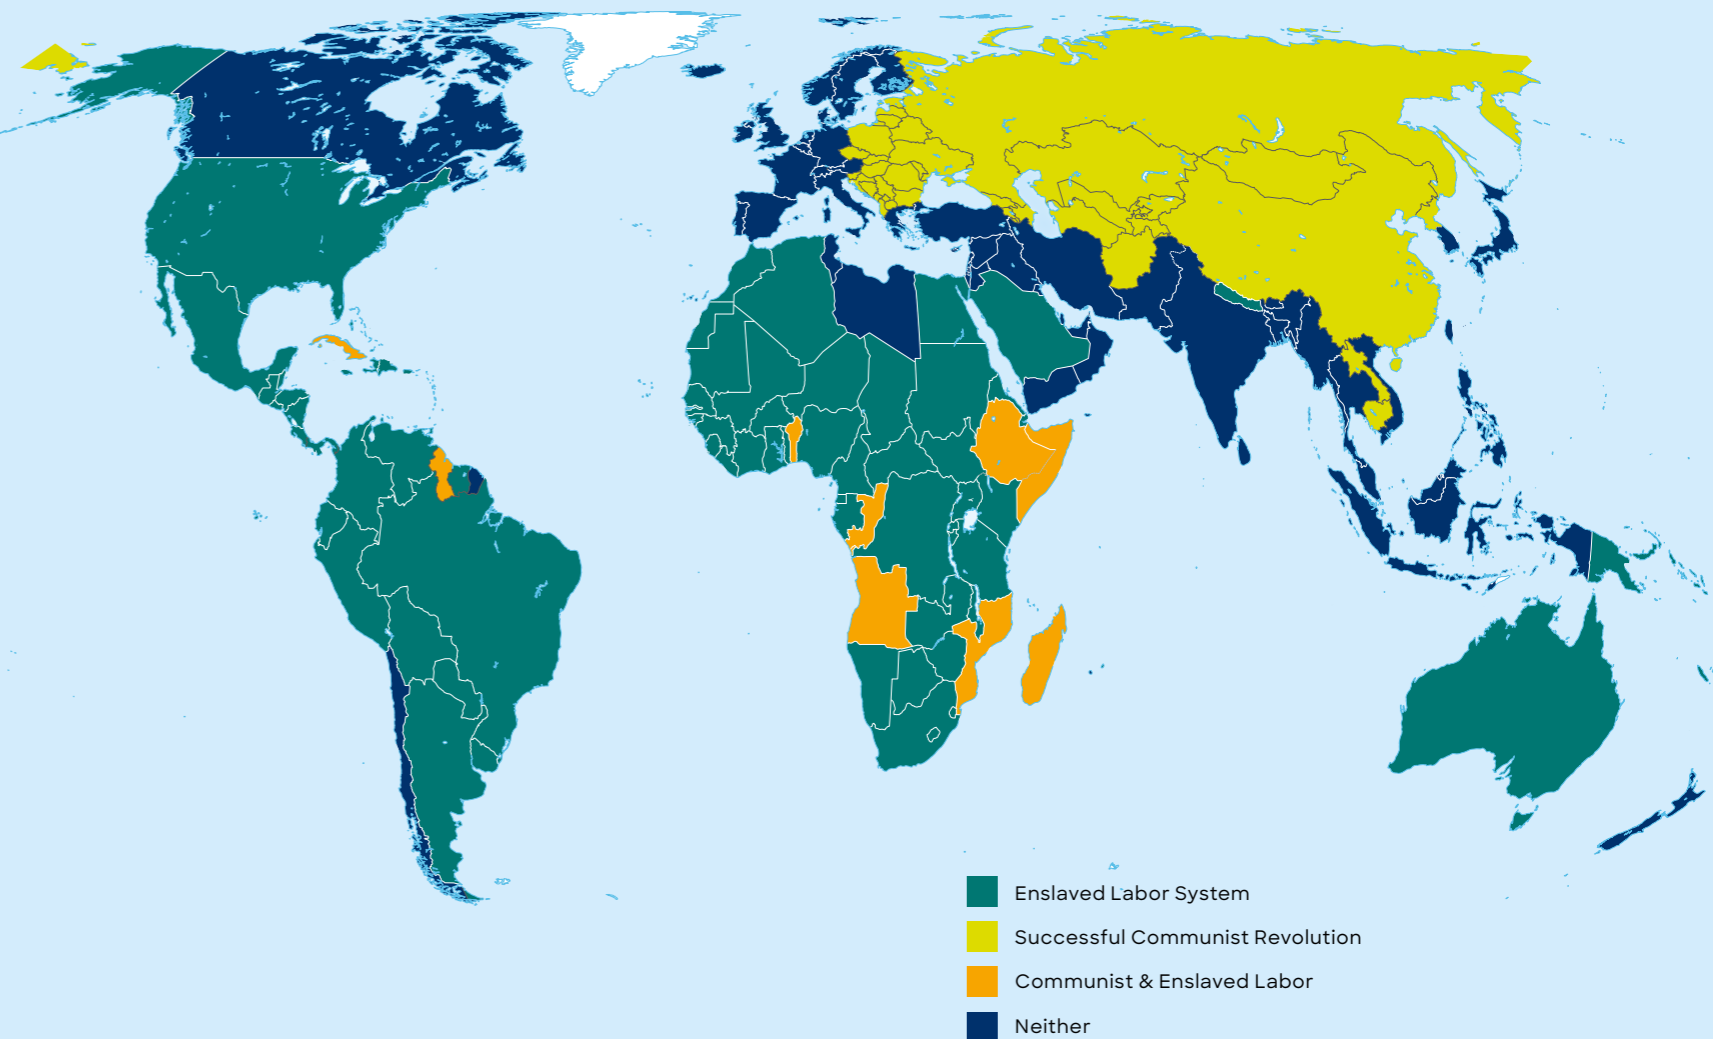 Enslaved Labor System
Successful Communist Revolution
Communist & Enslaved Labor
Neither